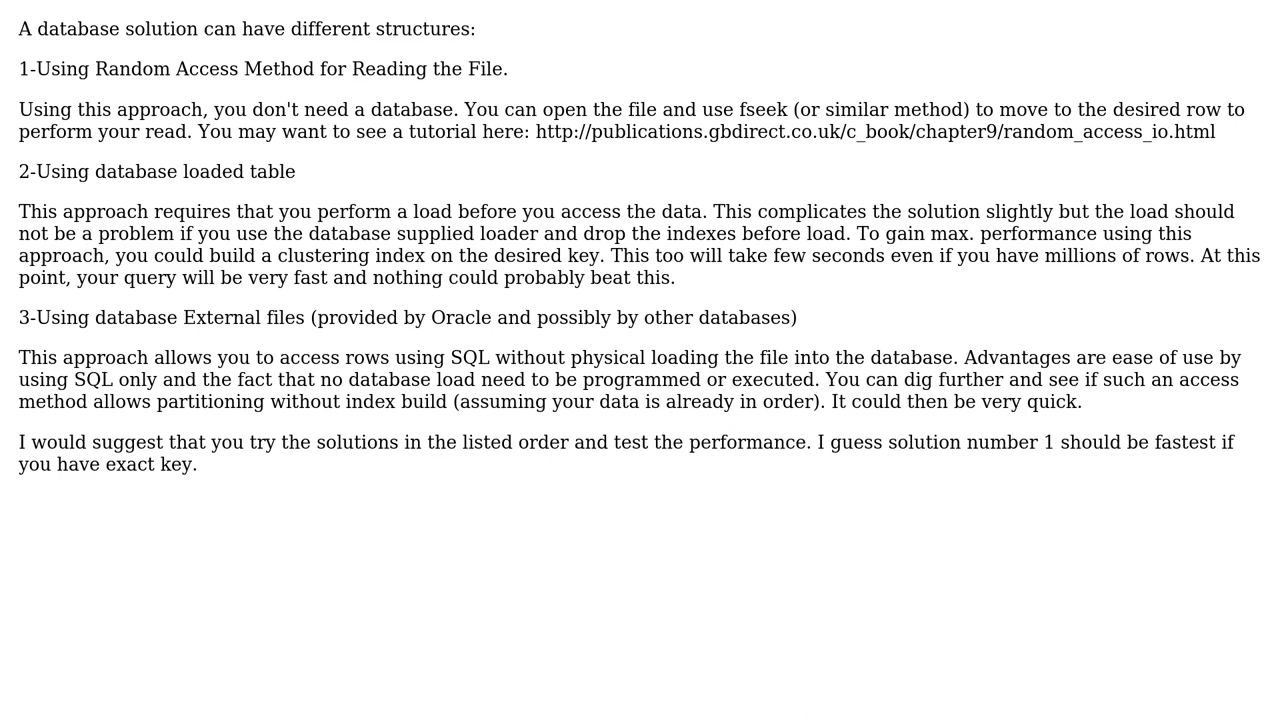 A database solution can have different structures:
1-Using Random Access Method for Reading the File.
Using this approach, you don't need a database. You can open the file and use fseek (or similar method) to move to the desired row to
perform your read. You may want to see a tutorial here: http://publications.gbdirect.co.uk/c_book/chapter9/random_access_io.html
2-Using database loaded table
This approach requires that you perform a load before you access the data. This complicates the solution slightly but the load should
not be a problem if you use the database supplied loader and drop the indexes before load. To gain max. performance using this
approach, you could build a clustering index on the desired key. This too will take few seconds even if you have millions of rows. At this
point, your query will be very fast and nothing could probably beat this.
3-Using database External files (provided by Oracle and possibly by other databases)
This approach allows you to access rows using SQL without physical loading the file into the database. Advantages are ease of use by
using SQL only and the fact that no database load need to be programmed or executed. You can dig further and see if such an access
method allows partitioning without index build (assuming your data is already in order). It could then be very quick.
I would suggest that you try the solutions in the listed order and test the performance. I guess solution number 1 should be fastest if
you have exact key.